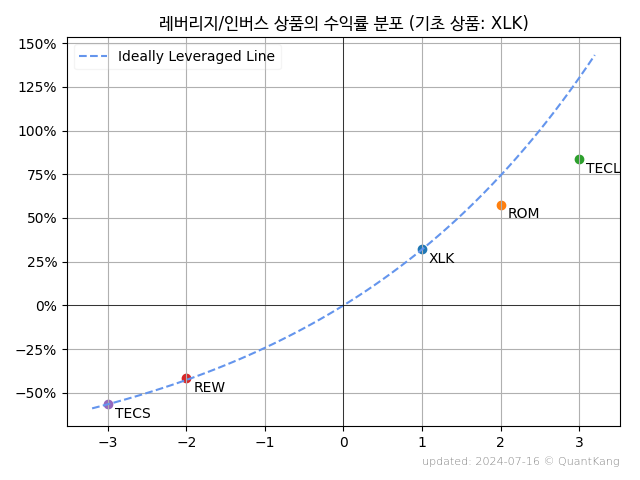 레버리지/인버스 상품의 수익률 분포 (기초 상품: XLK)
150%
Ideally Leveraged Line
125%
100%
75%
TECL
50%
ROM
25%
XLK
0%
−25%
REW
−50%
TECS
−3 −2 −1 0 1 2 3
updated: 2024-07-16 © QuantKang